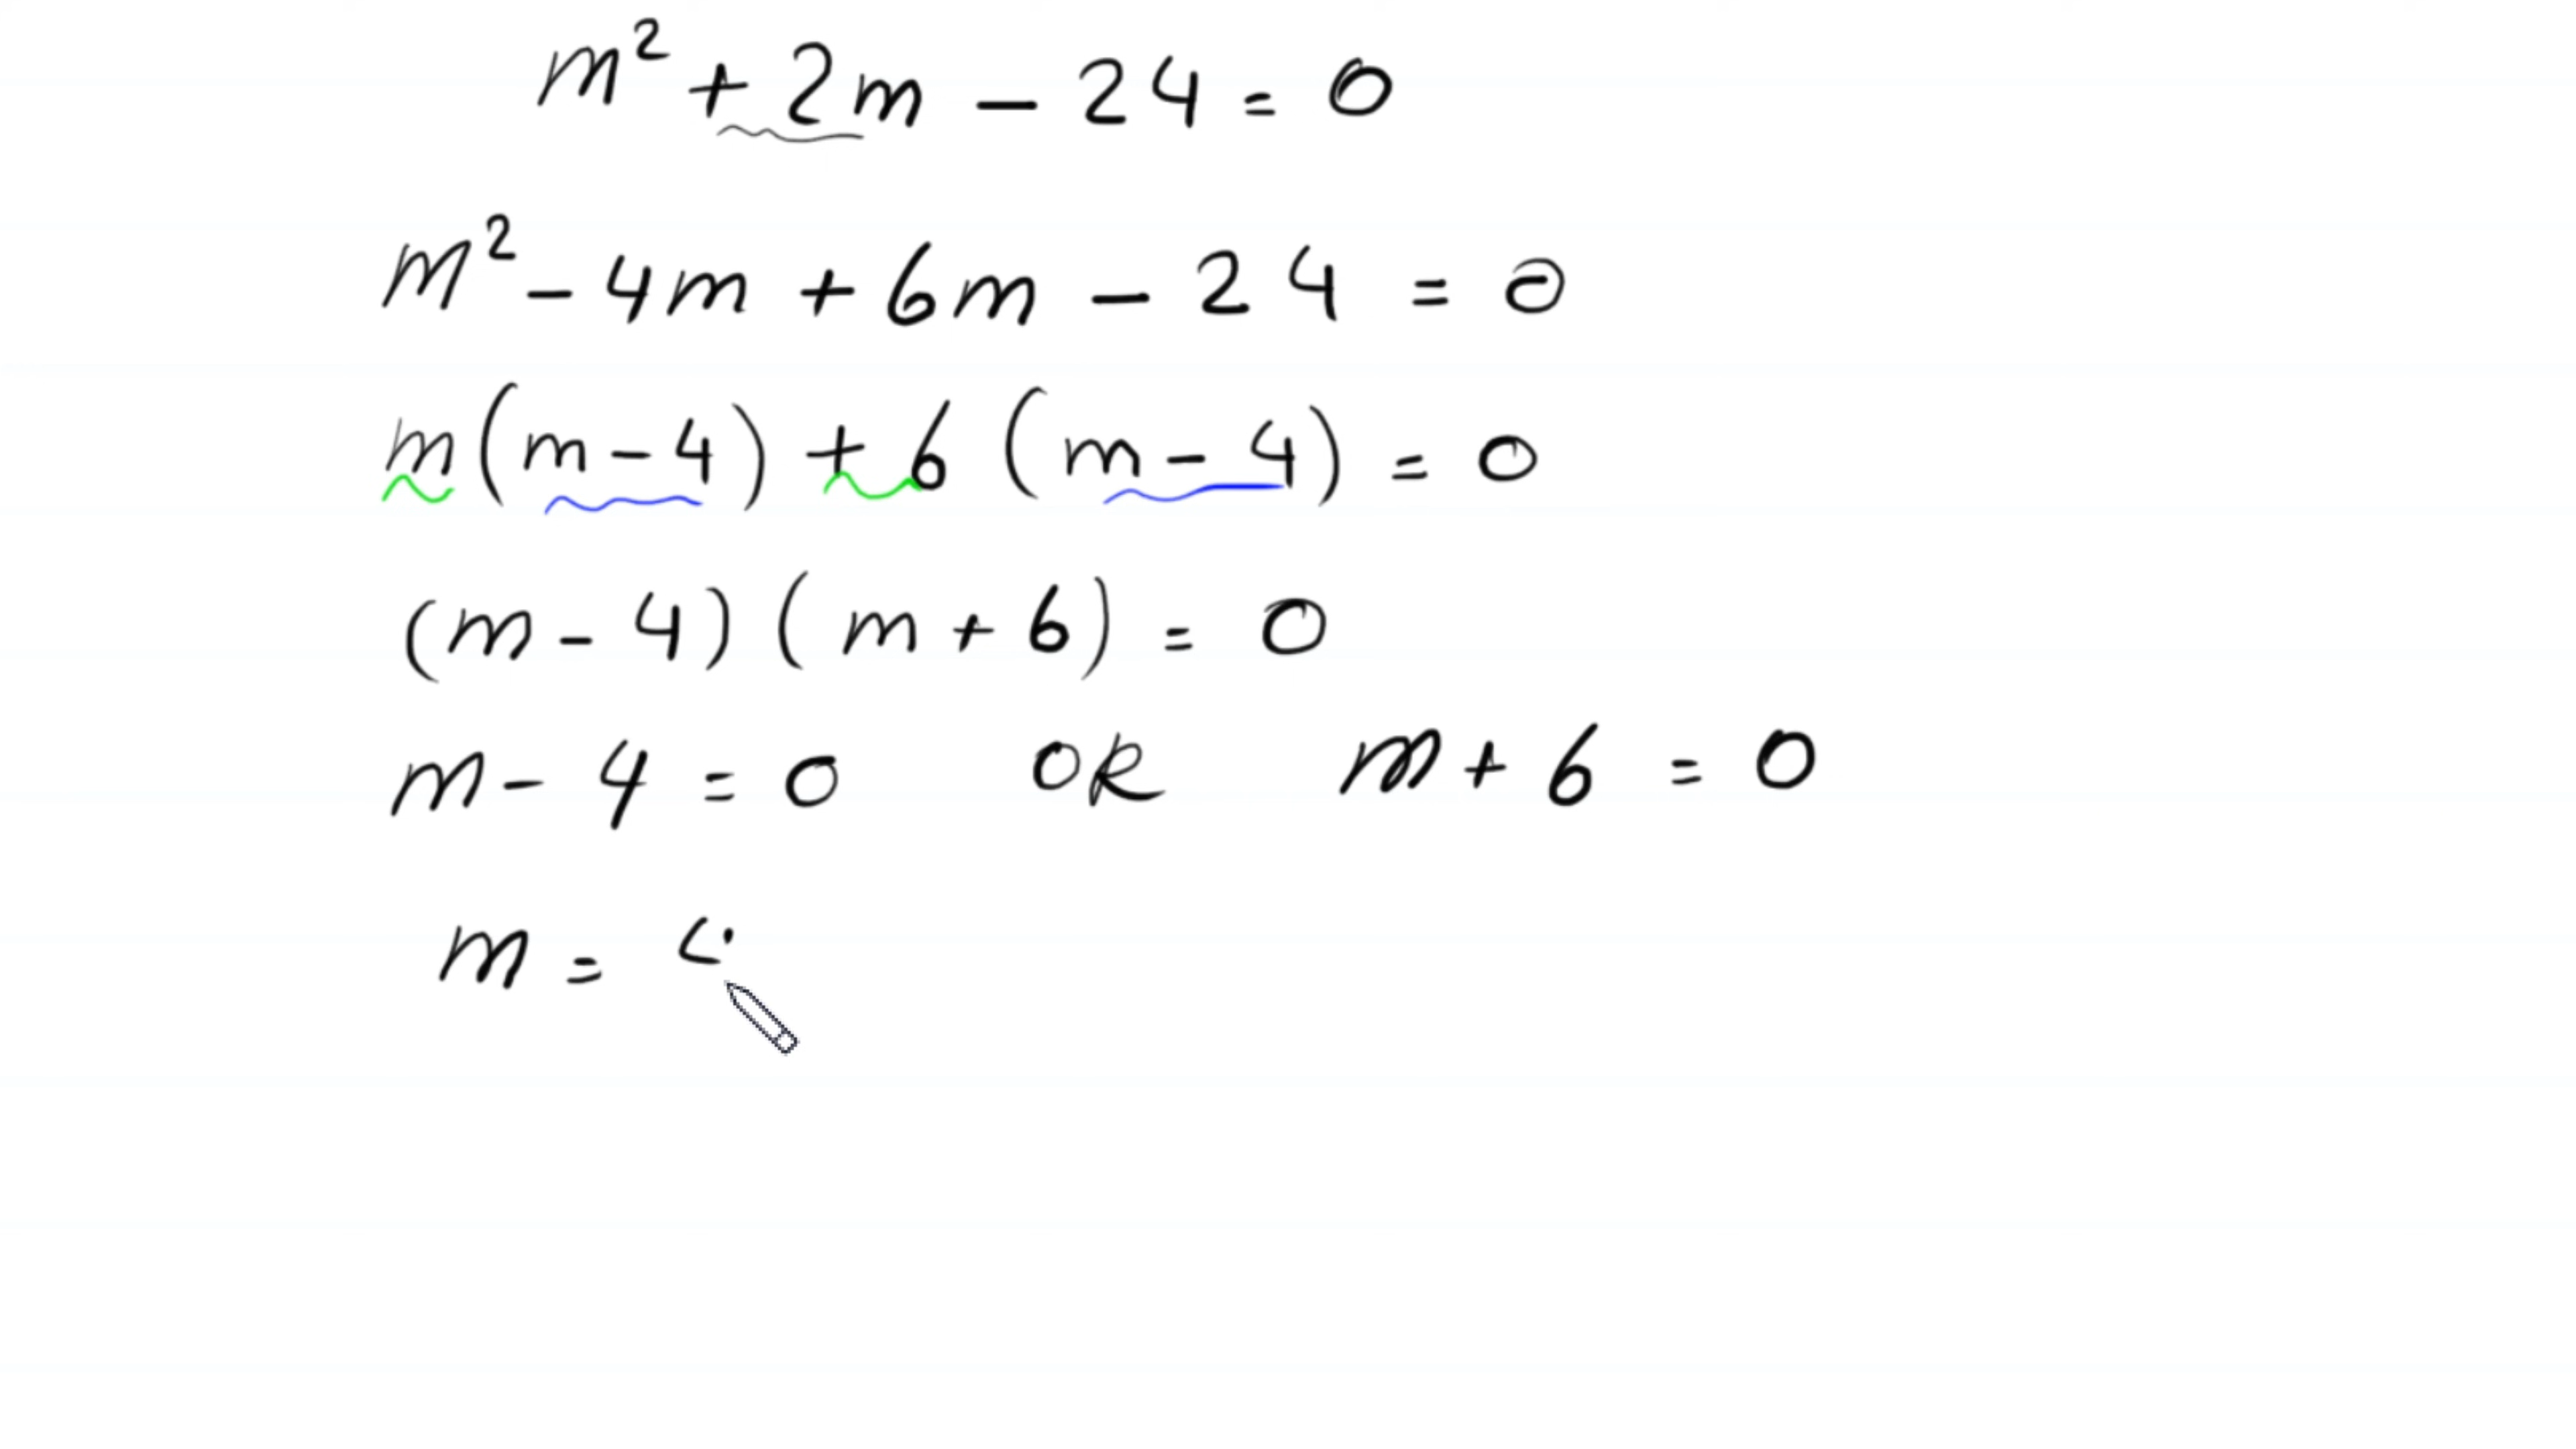 m² + 2m - 24 = 0
m² - 4m + 6m - 24 = 0
m(m - 4) + 6(m - 4) = 0
(m - 4)(m + 6) = 0
m - 4 = 0 OR m + 6 = 0
m = 4